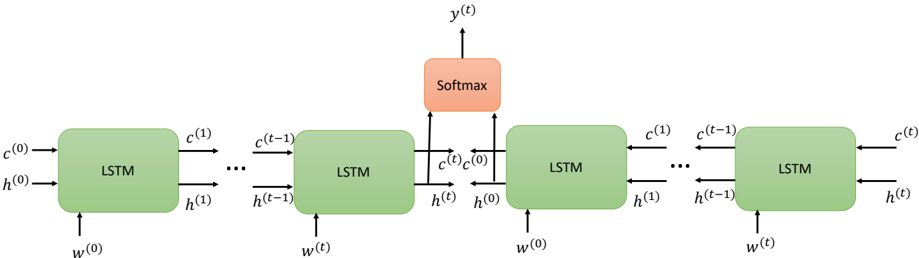 y^{(t)}
Softmax
c^{(0)} c^{(1)} c^{(t−1)} c^{(t)} c^{(0)} c^{(1)} c^{(t−1)} c^{(t)}
LSTM ... LSTM LSTM ... LSTM
h^{(0)} h^{(1)} h^{(t−1)} h^{(t)} h^{(0)} h^{(1)} h^{(t−1)} h^{(t)}
w^{(0)} w^{(t)} w^{(0)} w^{(t)}